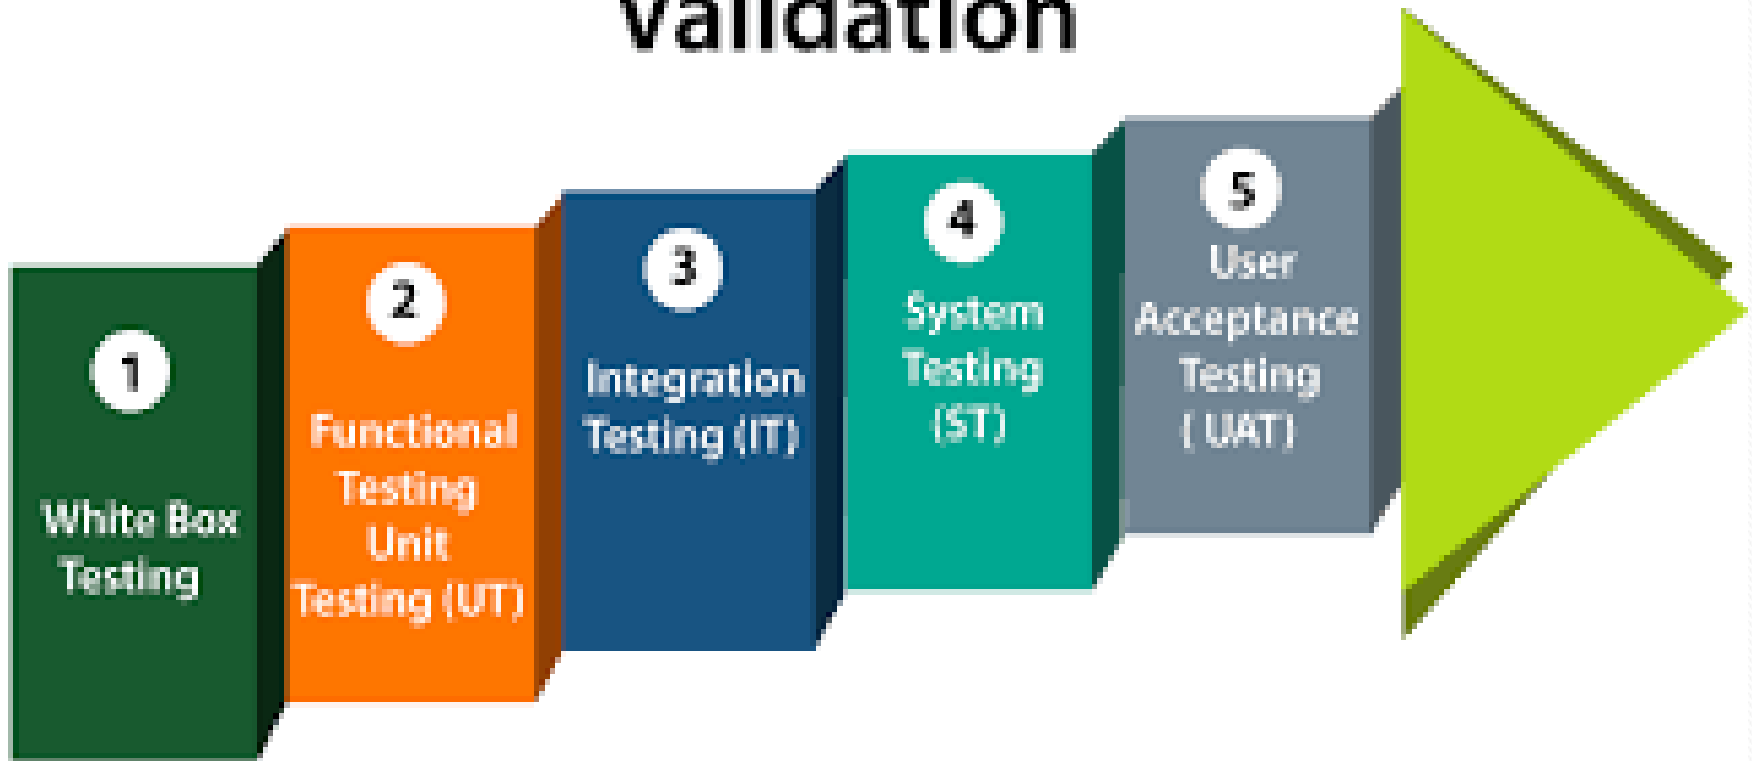 Validation
1
White Box
Testing
2
Functional
Testing
Unit
Testing (UT)
3
Integration
Testing (IT)
4
System
Testing
(ST)
5
User
Acceptance
Testing
( UAT)